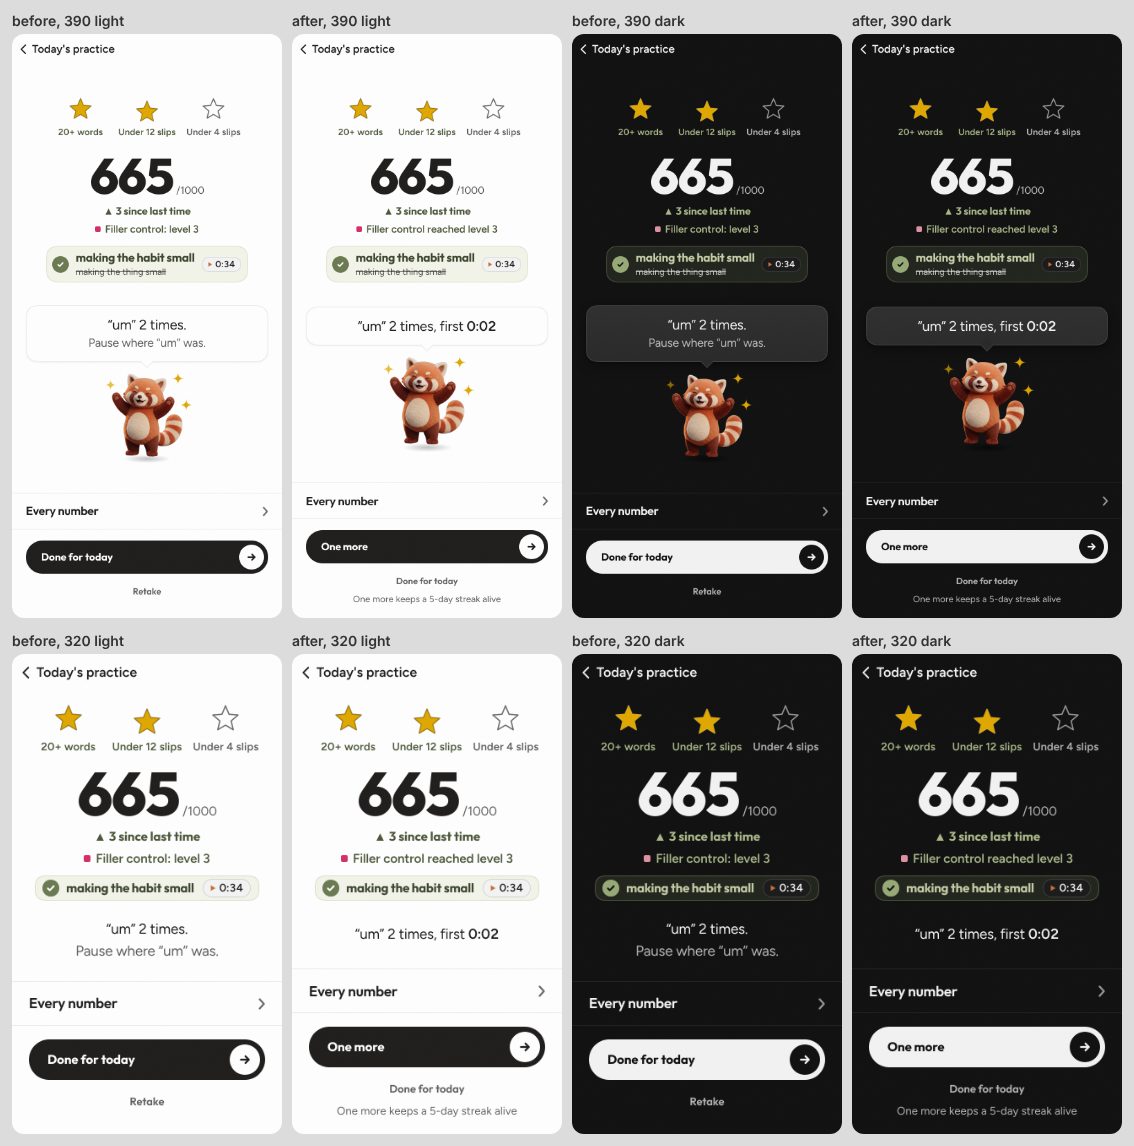 before, 390 light
Today's practice
20+ words
Under 12 slips
Under 4 slips
665 /1000
▲ 3 since last time
Filler control: level 3
making the habit small
making the thing small
0:34
“um” 2 times.
Pause where “um” was.
Every number
Done for today
Retake
after, 390 light
Today's practice
20+ words
Under 12 slips
Under 4 slips
665 /1000
▲ 3 since last time
Filler control reached level 3
making the habit small
making the thing small
0:34
“um” 2 times, first 0:02
Every number
One more
Done for today
One more keeps a 5-day streak alive
before, 390 dark
Today's practice
20+ words
Under 12 slips
Under 4 slips
665 /1000
▲ 3 since last time
Filler control: level 3
making the habit small
making the thing small
0:34
“um” 2 times.
Pause where “um” was.
Every number
Done for today
Retake
after, 390 dark
Today's practice
20+ words
Under 12 slips
Under 4 slips
665 /1000
▲ 3 since last time
Filler control reached level 3
making the habit small
making the thing small
0:34
“um” 2 times, first 0:02
Every number
One more
Done for today
One more keeps a 5-day streak alive
before, 320 light
Today's practice
20+ words
Under 12 slips
Under 4 slips
665 /1000
▲ 3 since last time
Filler control: level 3
making the habit small
0:34
“um” 2 times.
Pause where “um” was.
Every number
Done for today
Retake
after, 320 light
Today's practice
20+ words
Under 12 slips
Under 4 slips
665 /1000
▲ 3 since last time
Filler control reached level 3
making the habit small
0:34
“um” 2 times, first 0:02
Every number
One more
Done for today
One more keeps a 5-day streak alive
before, 320 dark
Today's practice
20+ words
Under 12 slips
Under 4 slips
665 /1000
▲ 3 since last time
Filler control: level 3
making the habit small
0:34
“um” 2 times.
Pause where “um” was.
Every number
Done for today
Retake
after, 320 dark
Today's practice
20+ words
Under 12 slips
Under 4 slips
665 /1000
▲ 3 since last time
Filler control reached level 3
making the habit small
0:34
“um” 2 times, first 0:02
Every number
One more
Done for today
One more keeps a 5-day streak alive